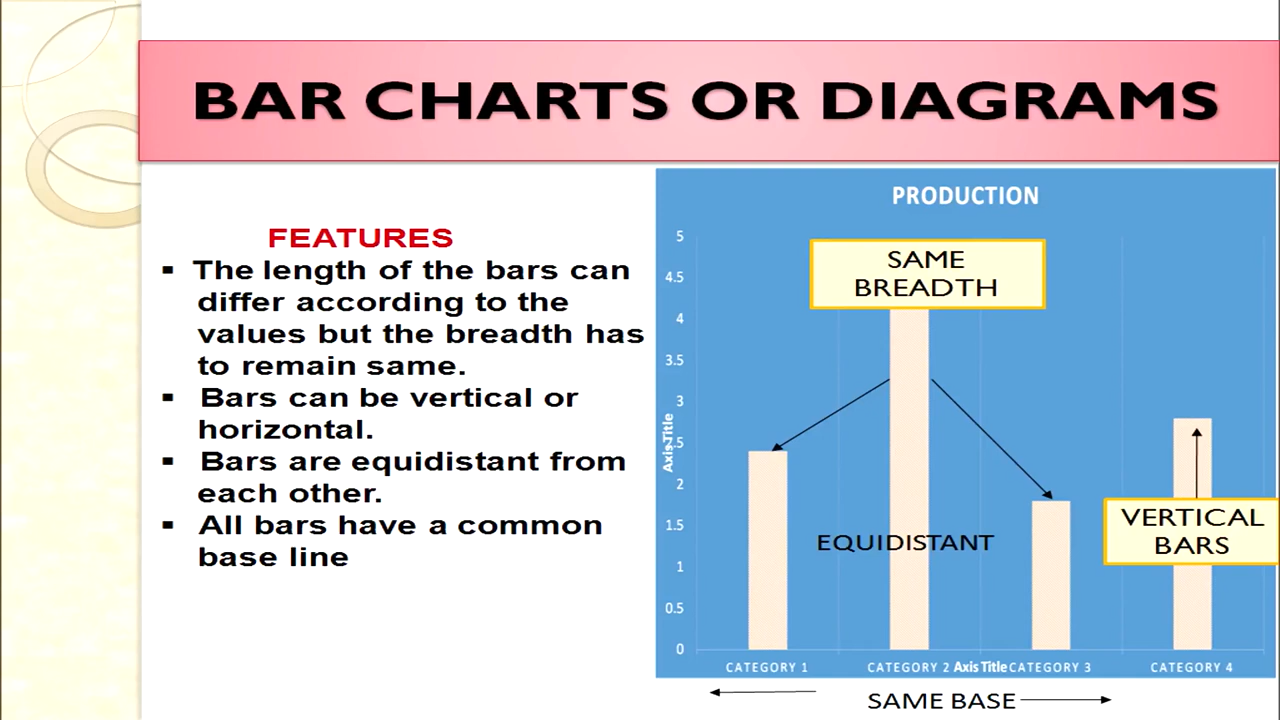 BAR CHARTS OR DIAGRAMS
FEATURES
▪ The length of the bars can
differ according to the
values but the breadth has
to remain same.
▪ Bars can be vertical or
horizontal.
▪ Bars are equidistant from
each other.
▪ All bars have a common
base line
PRODUCTION
5
4.5
4
3.5
3
2.5
2
1.5
1
0.5
0
Axis Title
SAME
BREADTH
EQUIDISTANT
VERTICAL
BARS
CATEGORY 1
CATEGORY 2
Axis Title
CATEGORY 3
CATEGORY 4
SAME BASE